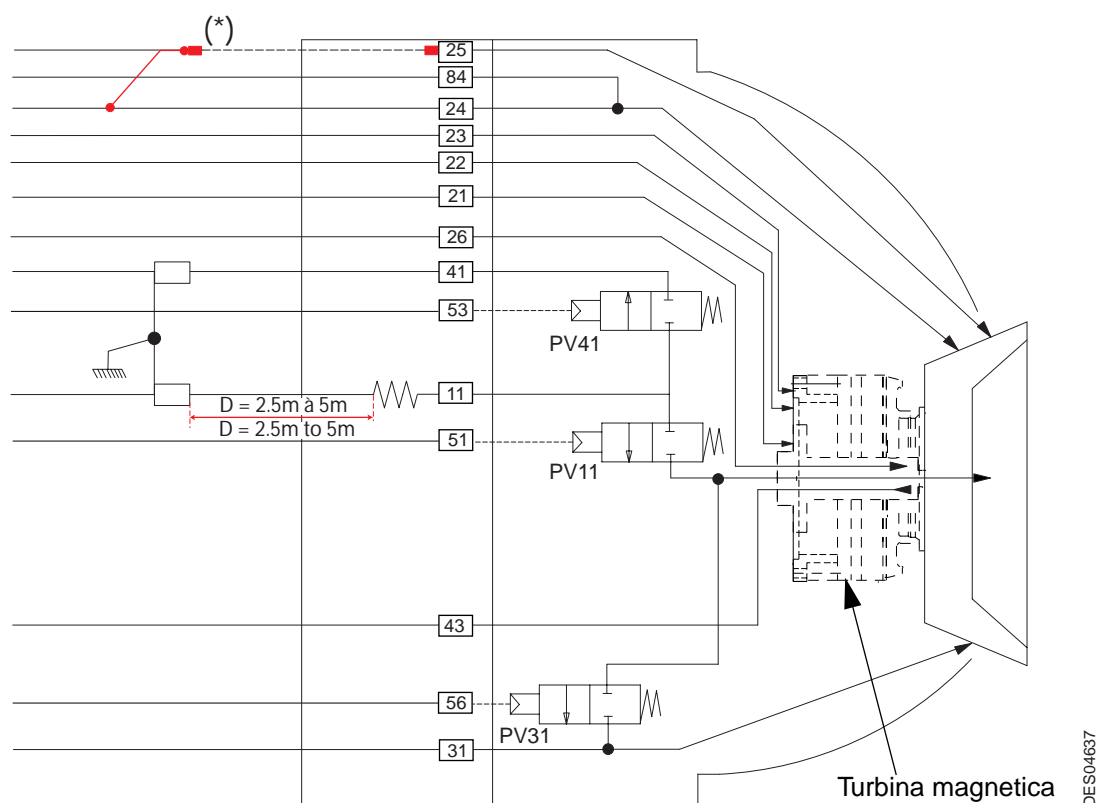 (*)
25
84
24
23
22
21
26
41
53
PV41
11
D = 2.5m à 5m
D = 2.5m to 5m
51
PV11
43
56
PV31
31
Turbina magnetica
DES04637